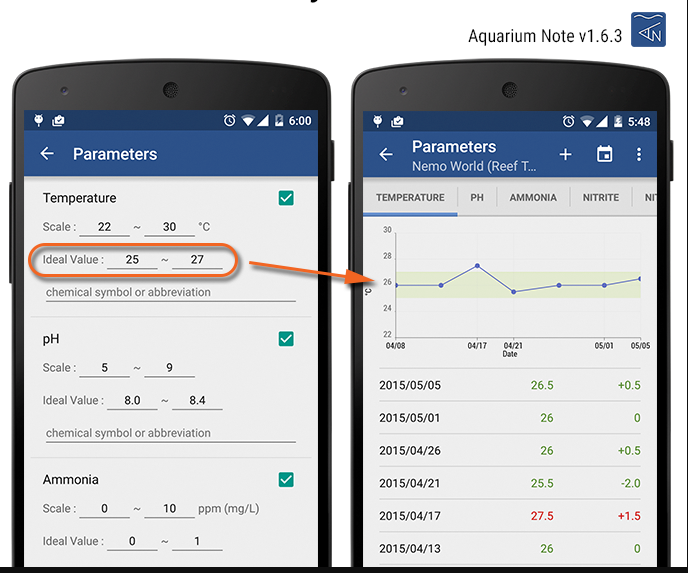 Aquarium Note v1.6.3
6:00
Parameters
Temperature
Scale : 22 ~ 30 °C
Ideal Value : 25 ~ 27
chemical symbol or abbreviation
pH
Scale : 5 ~ 9
Ideal Value : 8.0 ~ 8.4
chemical symbol or abbreviation
Ammonia
Scale : 0 ~ 10 ppm (mg/L)
Ideal Value : 0 ~ 1
5:48
Parameters
Nemo World (Reef T...
TEMPERATURE PH AMMONIA NITRITE NI
30
28
26
24
22
°C
04/08 04/17 04/21 05/01 05/05
Date
2015/05/05 26.5 +0.5
2015/05/01 26 0
2015/04/26 26 +0.5
2015/04/21 25.5 -2.0
2015/04/17 27.5 +1.5
2015/04/13 26 0